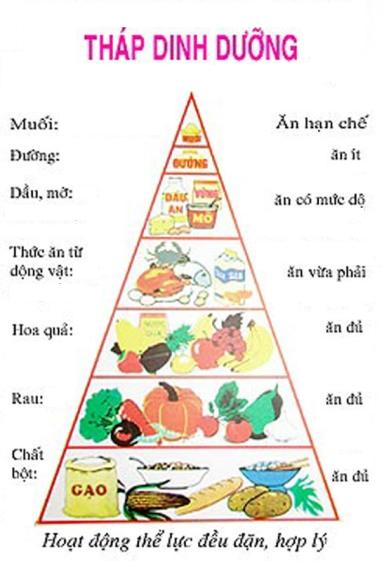 THÁP DINH DƯỠNG
Muối: Ăn hạn chế
MUỐI
Đường: ăn ít
ĐƯỜNG
Dầu, mỡ: ăn có mức độ
DẦU ĂN
VỪNG
MỠ
Thức ăn từ động vật: ăn vừa phải
Hoa quả: ăn đủ
NƯỚC QUẢ
Rau: ăn đủ
Chất bột: ăn đủ
GẠO
Hoạt động thể lực đều đặn, hợp lý